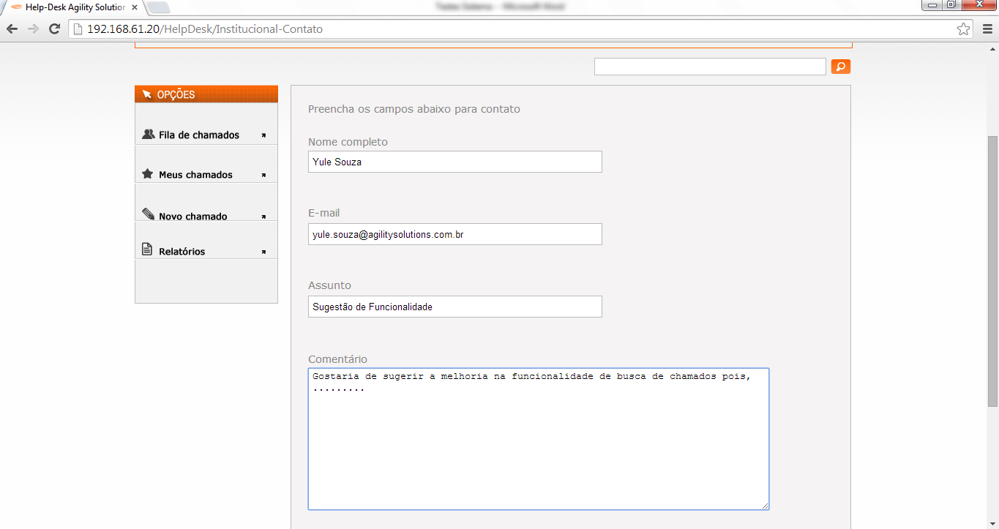 Help-Desk Agility Solution
Testes Sistema - Microsoft Word
192.168.61.20/HelpDesk/Institucional-Contato
OPÇÕES
Fila de chamados
Meus chamados
Novo chamado
Relatórios
Preencha os campos abaixo para contato
Nome completo
Yule Souza
E-mail
yule.souza@agilitysolutions.com.br
Assunto
Sugestão de Funcionalidade
Comentário
Gostaria de sugerir a melhoria na funcionalidade de busca de chamados pois,
.........